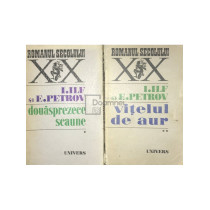 ROMANUL SECOLULUI
XX
I. ILF
și E. PETROV
douăsprezece
scaune
*
UNIVERS
ROMANUL SECOLULUI
XX
I. ILF
și E. PETROV
vițelul
de aur
**
UNIVERS